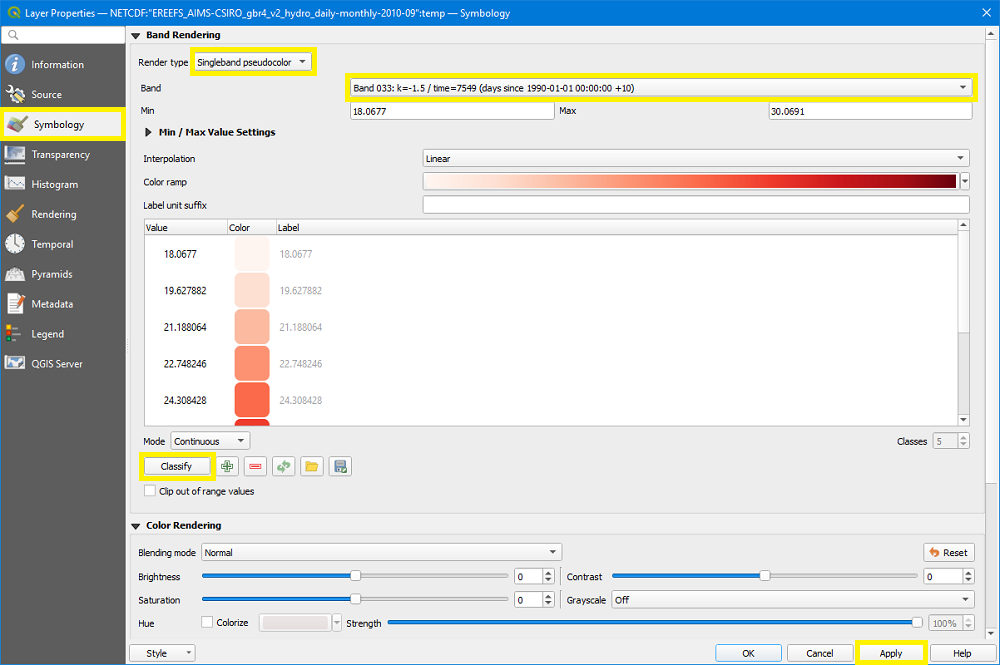 Layer Properties — NETCDF:"EREEFS_AIMS-CSIRO_gbr4_v2_hydro_daily-monthly-2010-09":temp — Symbology
Information
Source
Symbology
Transparency
Histogram
Rendering
Temporal
Pyramids
Metadata
Legend
QGIS Server
Band Rendering
Render type Singleband pseudocolor
Band Band 033: k=-1.5 / time=7549 (days since 1990-01-01 00:00:00 +10)
Min 18.0677 Max 30.0691
Min / Max Value Settings
Interpolation Linear
Color ramp
Label unit suffix
Value Color Label
18.0677 18.0677
19.627882 19.627882
21.188064 21.188064
22.748246 22.748246
24.308428 24.308428
Mode Continuous Classes 5
Classify
Clip out of range values
Color Rendering
Blending mode Normal Reset
Brightness 0 Contrast 0
Saturation 0 Grayscale Off
Hue Colorize Strength 100%
Style OK Cancel Apply Help